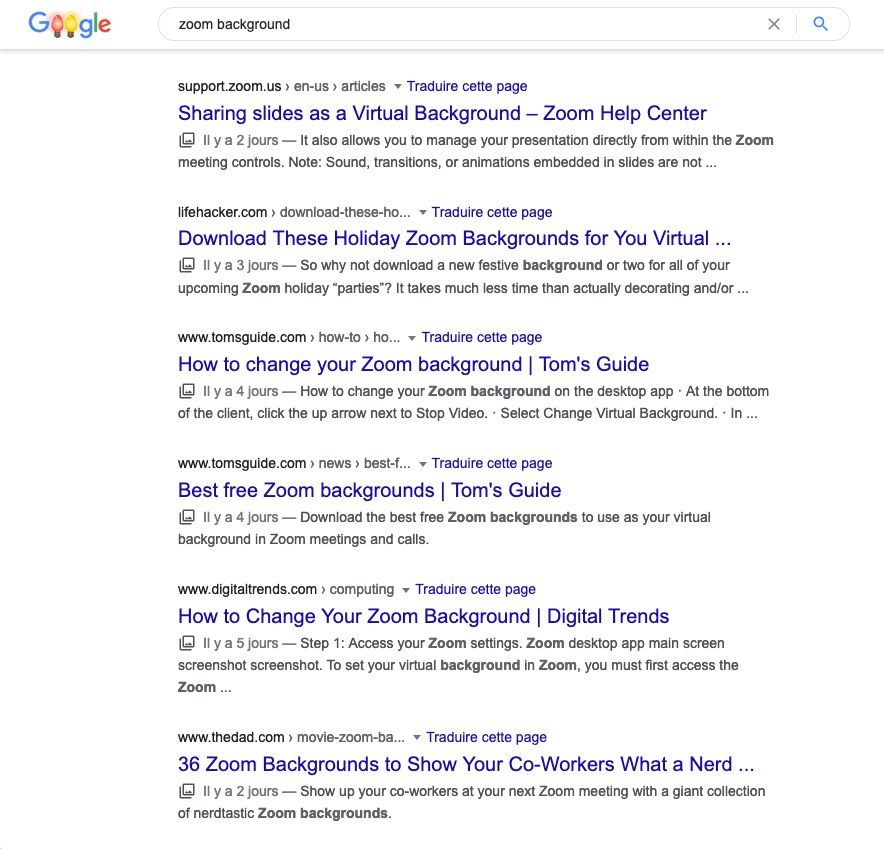 Google
zoom background
support.zoom.us › en-us › articles Traduire cette page
Sharing slides as a Virtual Background – Zoom Help Center
Il y a 2 jours — It also allows you to manage your presentation directly from within the Zoom
meeting controls. Note: Sound, transitions, or animations embedded in slides are not ...
lifehacker.com › download-these-ho... Traduire cette page
Download These Holiday Zoom Backgrounds for You Virtual ...
Il y a 3 jours — So why not download a new festive background or two for all of your
upcoming Zoom holiday “parties”? It takes much less time than actually decorating and/or ...
www.tomsguide.com › how-to › ho... Traduire cette page
How to change your Zoom background | Tom's Guide
Il y a 4 jours — How to change your Zoom background on the desktop app · At the bottom
of the client, click the up arrow next to Stop Video. · Select Change Virtual Background. · In ...
www.tomsguide.com › news › best-f... Traduire cette page
Best free Zoom backgrounds | Tom's Guide
Il y a 4 jours — Download the best free Zoom backgrounds to use as your virtual
background in Zoom meetings and calls.
www.digitaltrends.com › computing Traduire cette page
How to Change Your Zoom Background | Digital Trends
Il y a 5 jours — Step 1: Access your Zoom settings. Zoom desktop app main screen
screenshot screenshot. To set your virtual background in Zoom, you must first access the
Zoom ...
www.thedad.com › movie-zoom-ba... Traduire cette page
36 Zoom Backgrounds to Show Your Co-Workers What a Nerd ...
Il y a 2 jours — Show up your co-workers at your next Zoom meeting with a giant collection
of nerdtastic Zoom backgrounds.